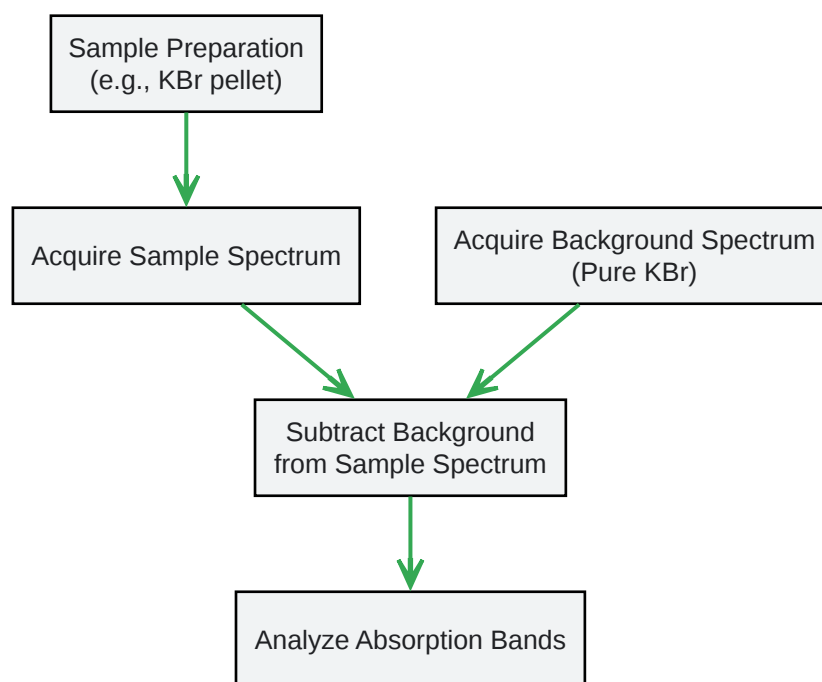 Sample Preparation
(e.g., KBr pellet)
Acquire Sample Spectrum
Acquire Background Spectrum
(Pure KBr)
Subtract Background
from Sample Spectrum
Analyze Absorption Bands